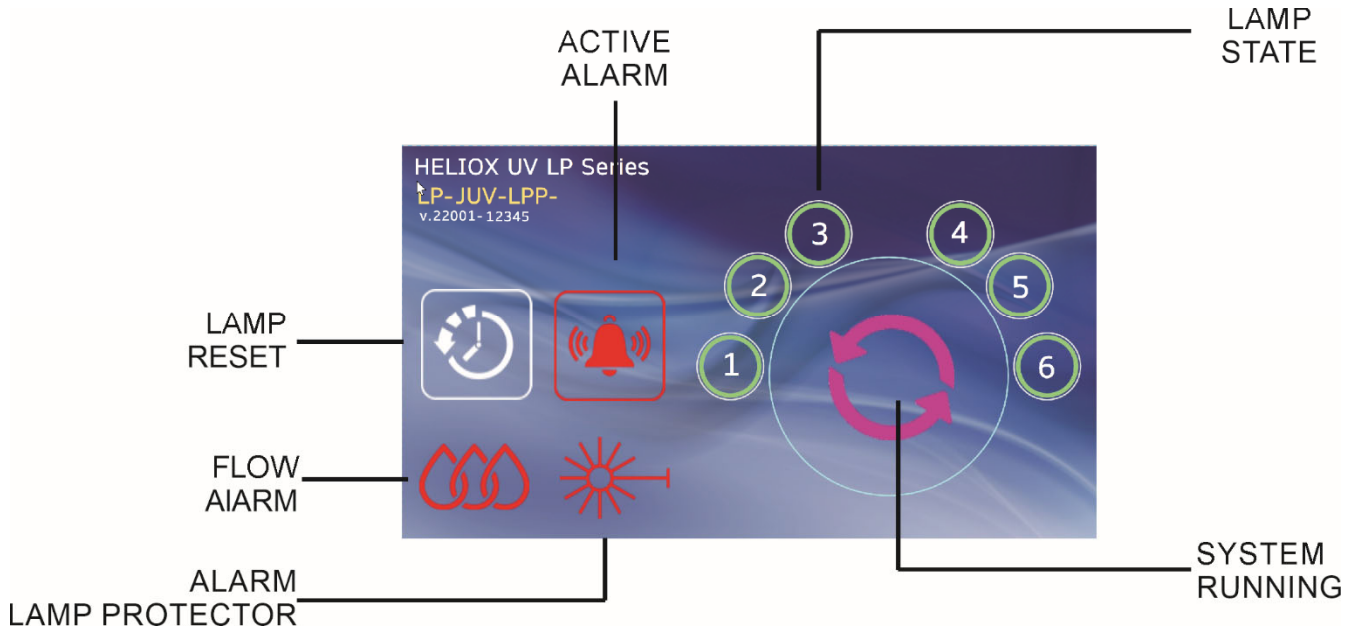 LAMP
STATE
ACTIVE
ALARM
HELIOX UV LP Series
LP-JUV-LPP-
v.22001-12345
3
4
2
5
1
6
LAMP
RESET
FLOW
AlARM
ALARM
LAMP PROTECTOR
SYSTEM
RUNNING